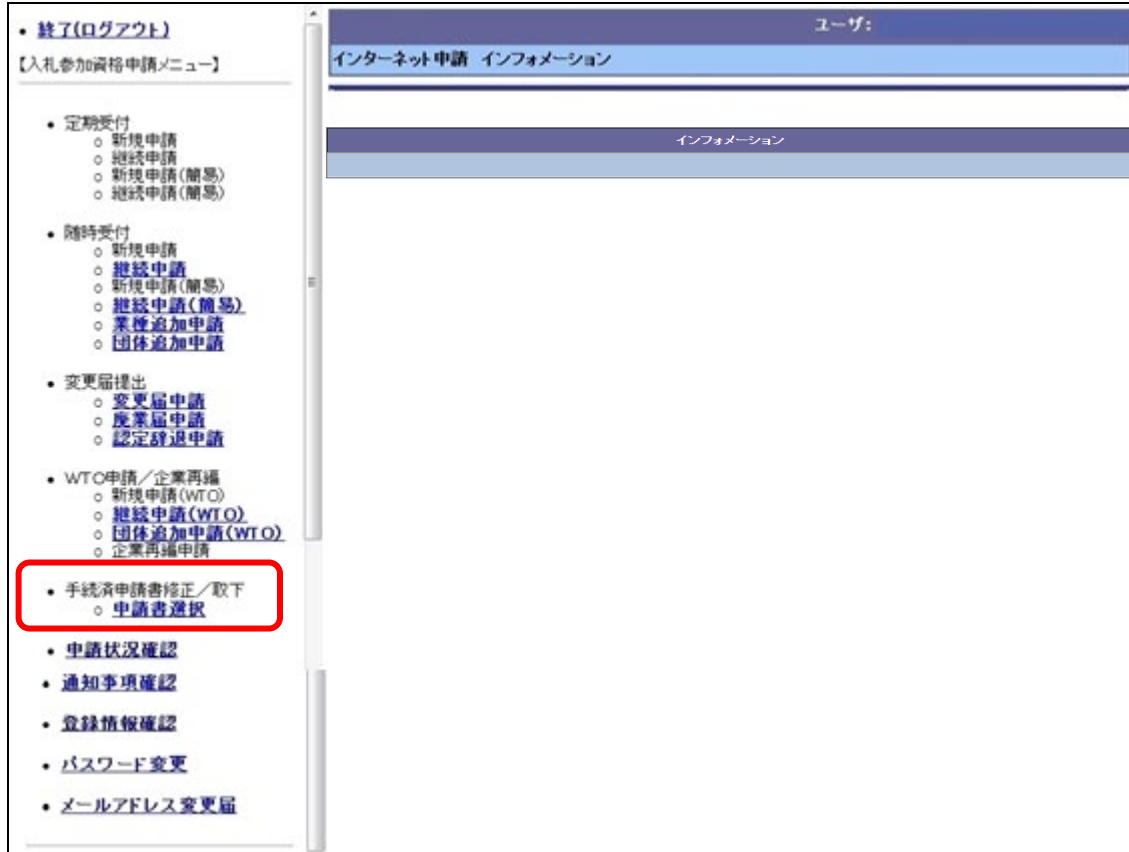 終了(ログアウト)
【入札参加資格申請メニュー】
定期受付
新規申請
継続申請
新規申請(簡易)
継続申請(簡易)
随時受付
新規申請
継続申請
新規申請(簡易)
継続申請(簡易)
業種追加申請
団体追加申請
変更届提出
変更届申請
廃業届申請
認定辞退申請
WTO申請／企業再編
新規申請(WTO)
継続申請(WTO)
団体追加申請(WTO)
企業再編申請
手続済申請書修正／取下
申請書選択
申請状況確認
通知事項確認
登録情報確認
パスワード変更
メールアドレス変更届
ユーザ:
インターネット申請 インフォメーション
インフォメーション